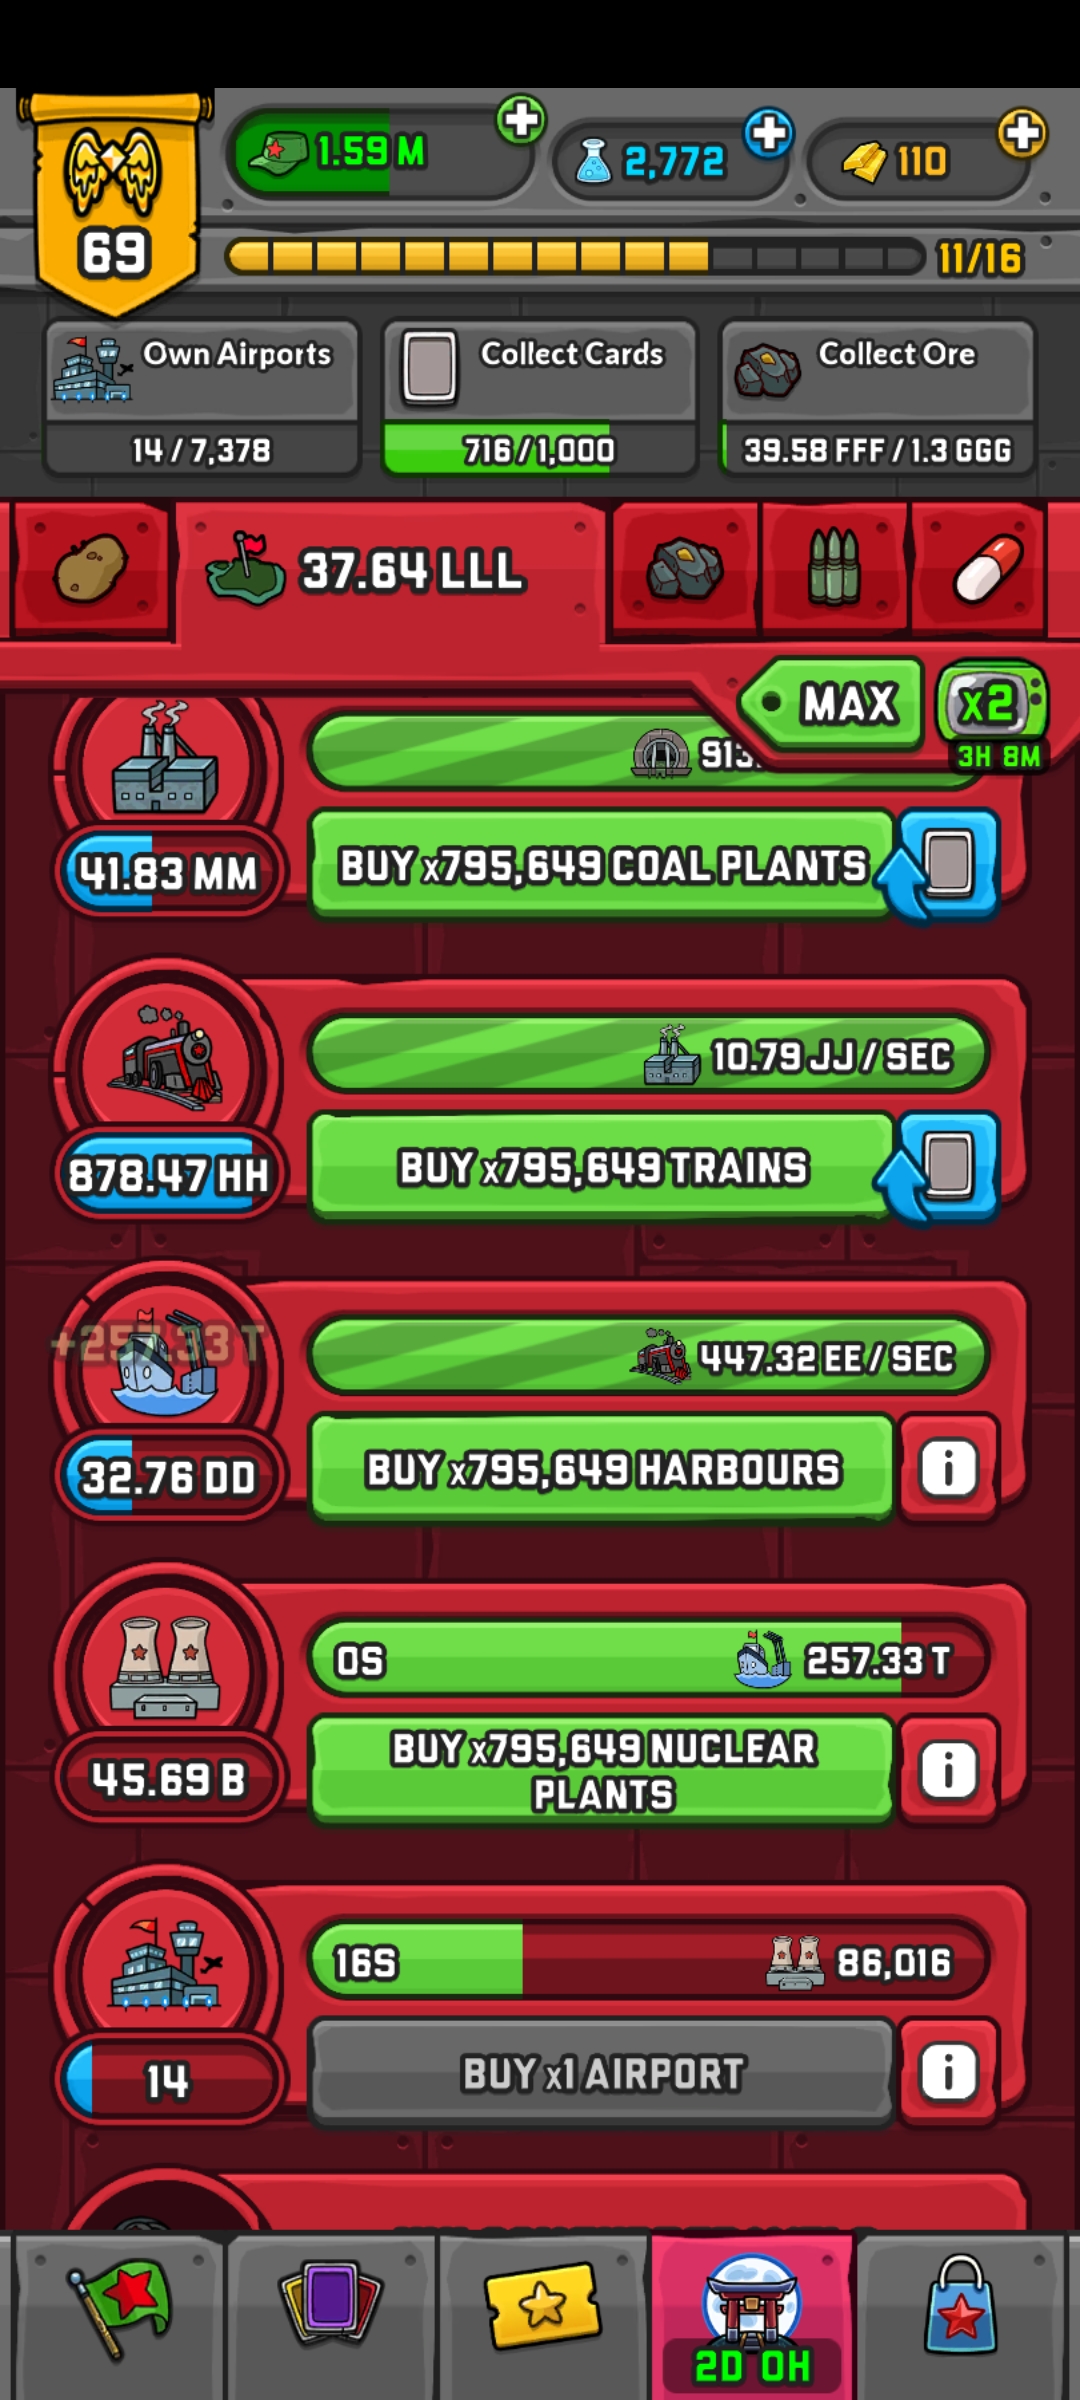 69
1.59 M
2,772
110
11/16
Own Airports
14 / 7,378
Collect Cards
716 / 1,000
Collect Ore
39.58 FFF / 1.3 GGG
37.64 LLL
MAX
x2
3H 8M
913.
41.83 MM
BUY x795,649 COAL PLANTS
10.79 JJ / SEC
878.47 HH
BUY x795,649 TRAINS
+257.33 T
447.32 EE / SEC
32.76 DD
BUY x795,649 HARBOURS
i
0S
257.33 T
45.69 B
BUY x795,649 NUCLEAR
PLANTS
i
16S
86,016
14
BUY x1 AIRPORT
i
2D 0H